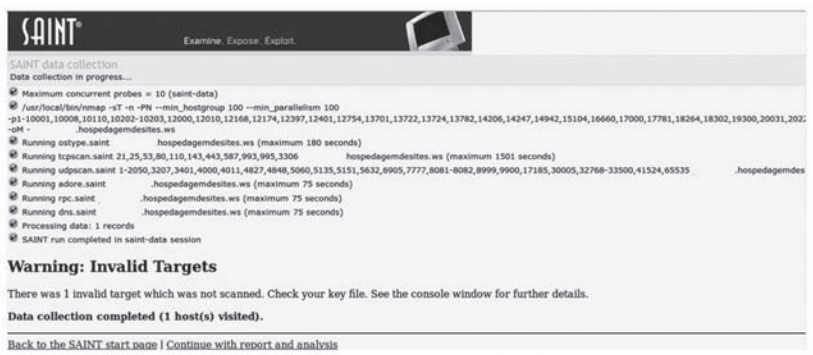 SAINT®
Examine. Expose. Exploit.
SAINT data collection
Data collection in progress...
Maximum concurrent probes = 10 (saint-data)
/usr/local/bin/nmap -sT -n -PN --min_hostgroup 100 --min_parallelism 100
-p1-10001,10008,10110,10202-10203,12000,12010,12168,12174,12397,12401,12754,13701,13722,13724,13782,14206,14247,14942,15104,16660,17000,17781,18264,18302,19300,20031,202
-oM - .hospedagemdesites.ws
Running ostype.saint .hospedagemdesites.ws (maximum 180 seconds)
Running tcpscan.saint 21,25,53,80,110,143,443,587,993,995,3306 hospedagemdesites.ws (maximum 1501 seconds)
Running udpscan.saint 1-2050,3207,3401,4000,4011,4827,4848,5060,5135,5151,5632,6905,7777,8081-8082,8999,9900,17185,30005,32768-33500,41524,65535 .hospedagemdes
Running adore.saint .hospedagemdesites.ws (maximum 75 seconds)
Running rpc.saint .hospedagemdesites.ws (maximum 75 seconds)
Running dns.saint .hospedagemdesites.ws (maximum 75 seconds)
Processing data: 1 records
SAINT run completed in saint-data session
Warning: Invalid Targets
There was 1 invalid target which was not scanned. Check your key file. See the console window for further details.
Data collection completed (1 host(s) visited).
Back to the SAINT start page | Continue with report and analysis